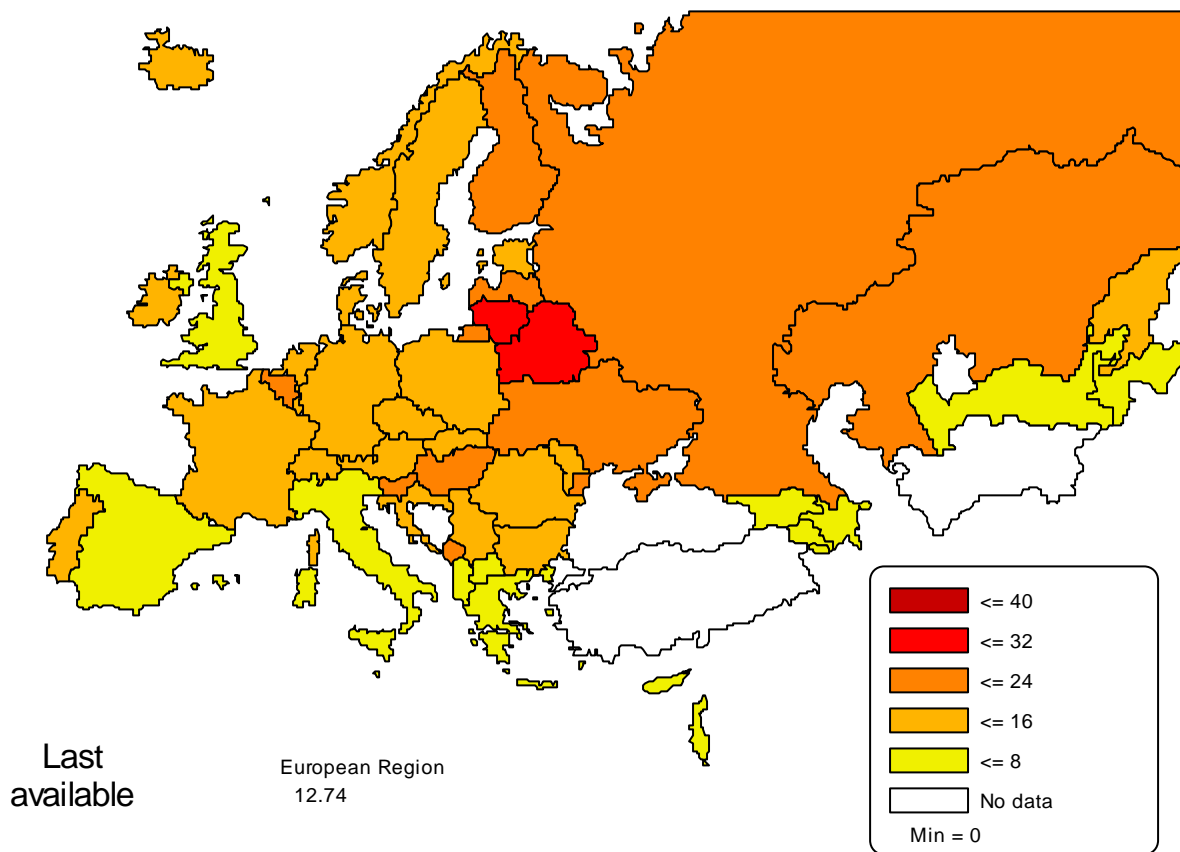 Last
available
European Region
12.74
<= 40
<= 32
<= 24
<= 16
<= 8
No data
Min = 0